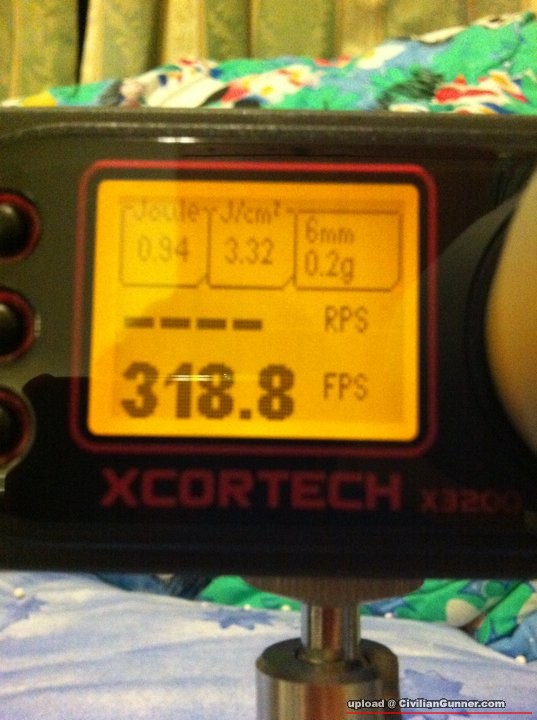 Joule J/cm²
0.94 3.32 6mm
0.2g
---- RPS
318.8 FPS
XCORTECH X3200
upload @ CivilianGunner.com